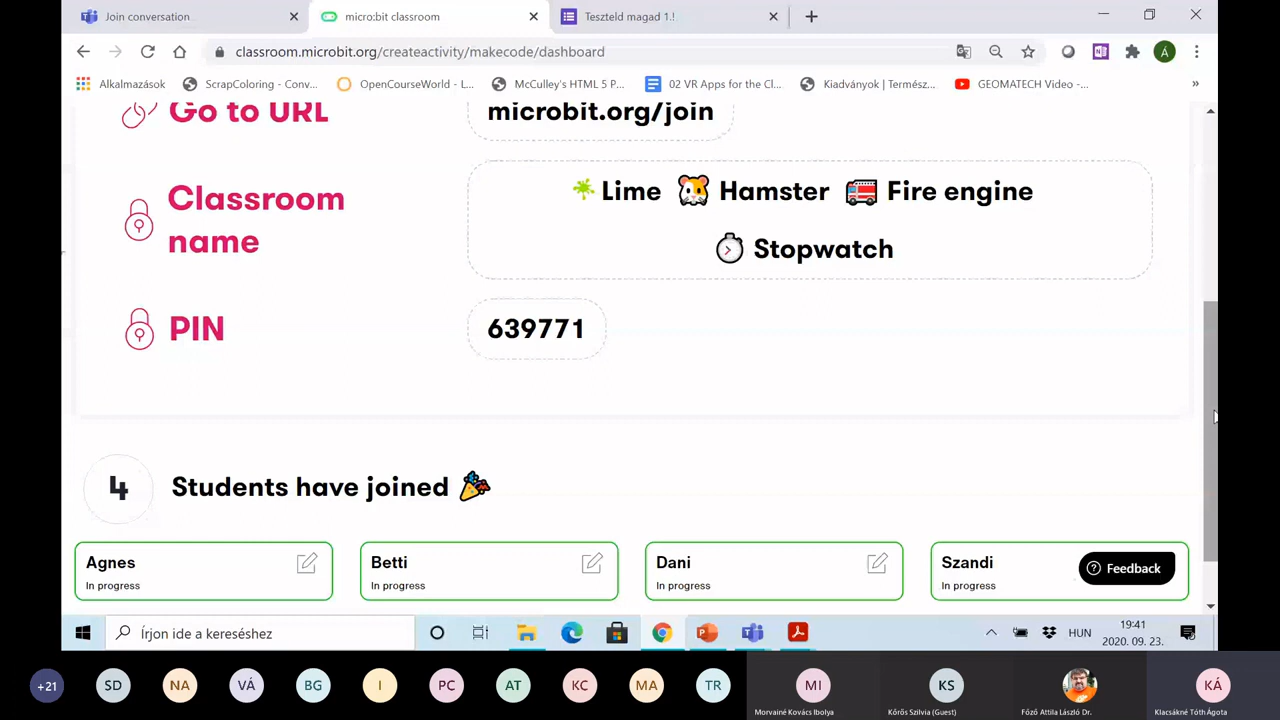 Join conversation
micro:bit classroom
Teszteld magad 1.!
classroom.microbit.org/createactivity/makecode/dashboard
Á
Alkalmazások
ScrapColoring - Conv...
OpenCourseWorld - L...
McCulley's HTML 5 P...
02 VR Apps for the Cl...
Kiadványok | Termész...
GEOMATECH Video -...
»
Go to URL
microbit.org/join
Classroom name
Lime Hamster Fire engine
Stopwatch
PIN
639771
4
Students have joined
Agnes
In progress
Betti
In progress
Dani
In progress
Szandi
In progress
Feedback
Írjon ide a kereséshez
HUN
19:41
2020. 09. 23.
+21
SD
NA
VÁ
BG
I
PC
AT
KC
MA
TR
MI
Morvainé Kovács Ibolya
KS
Kőrös Szilvia (Guest)
Főző Attila László Dr.
KÁ
Klacsákné Tóth Ágota